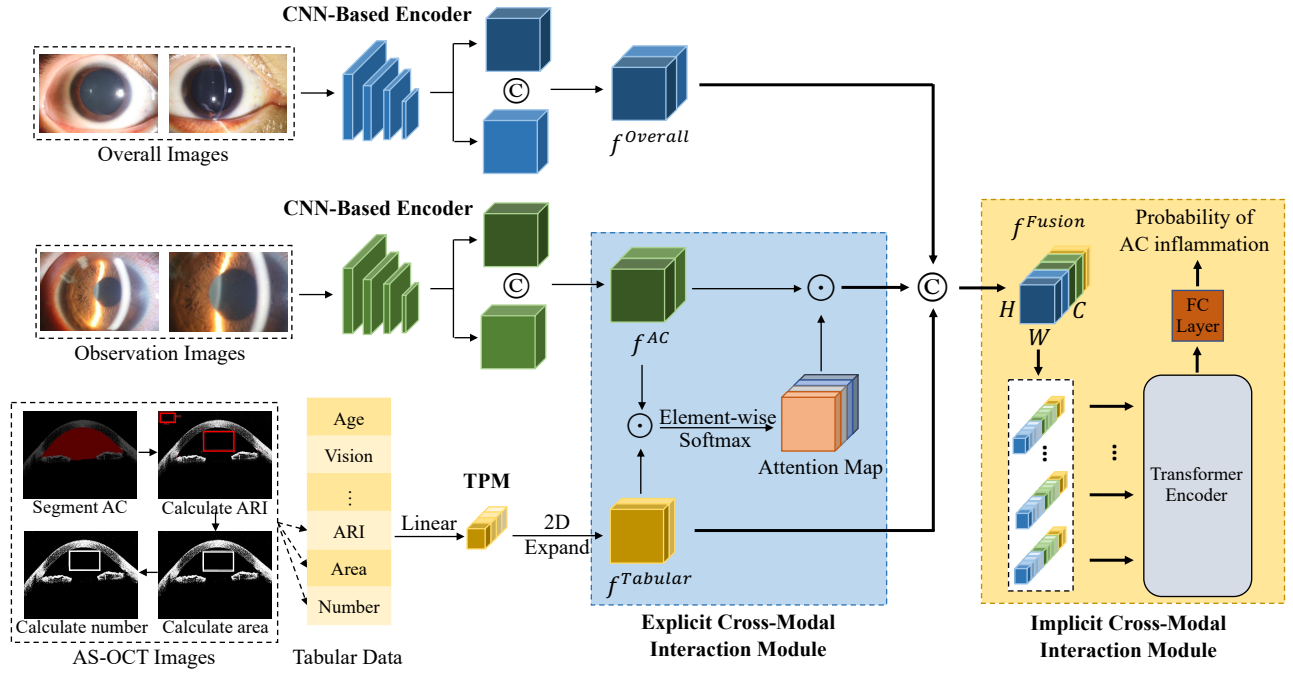 CNN-Based Encoder
C
Overall Images
f^{Overall}
CNN-Based Encoder
C
Observation Images
f^{AC}
Element-wise
Softmax
Attention Map
C
Segment AC
Calculate ARI
Calculate number
Calculate area
AS-OCT Images
Age
Vision
⋮
ARI
Area
Number
Tabular Data
Linear
TPM
2D
Expand
f^{Tabular}
Explicit Cross-Modal
Interaction Module
f^{Fusion}
H
W
C
Probability of
AC inflammation
FC
Layer
...
⋮
Transformer
Encoder
Implicit Cross-Modal
Interaction Module